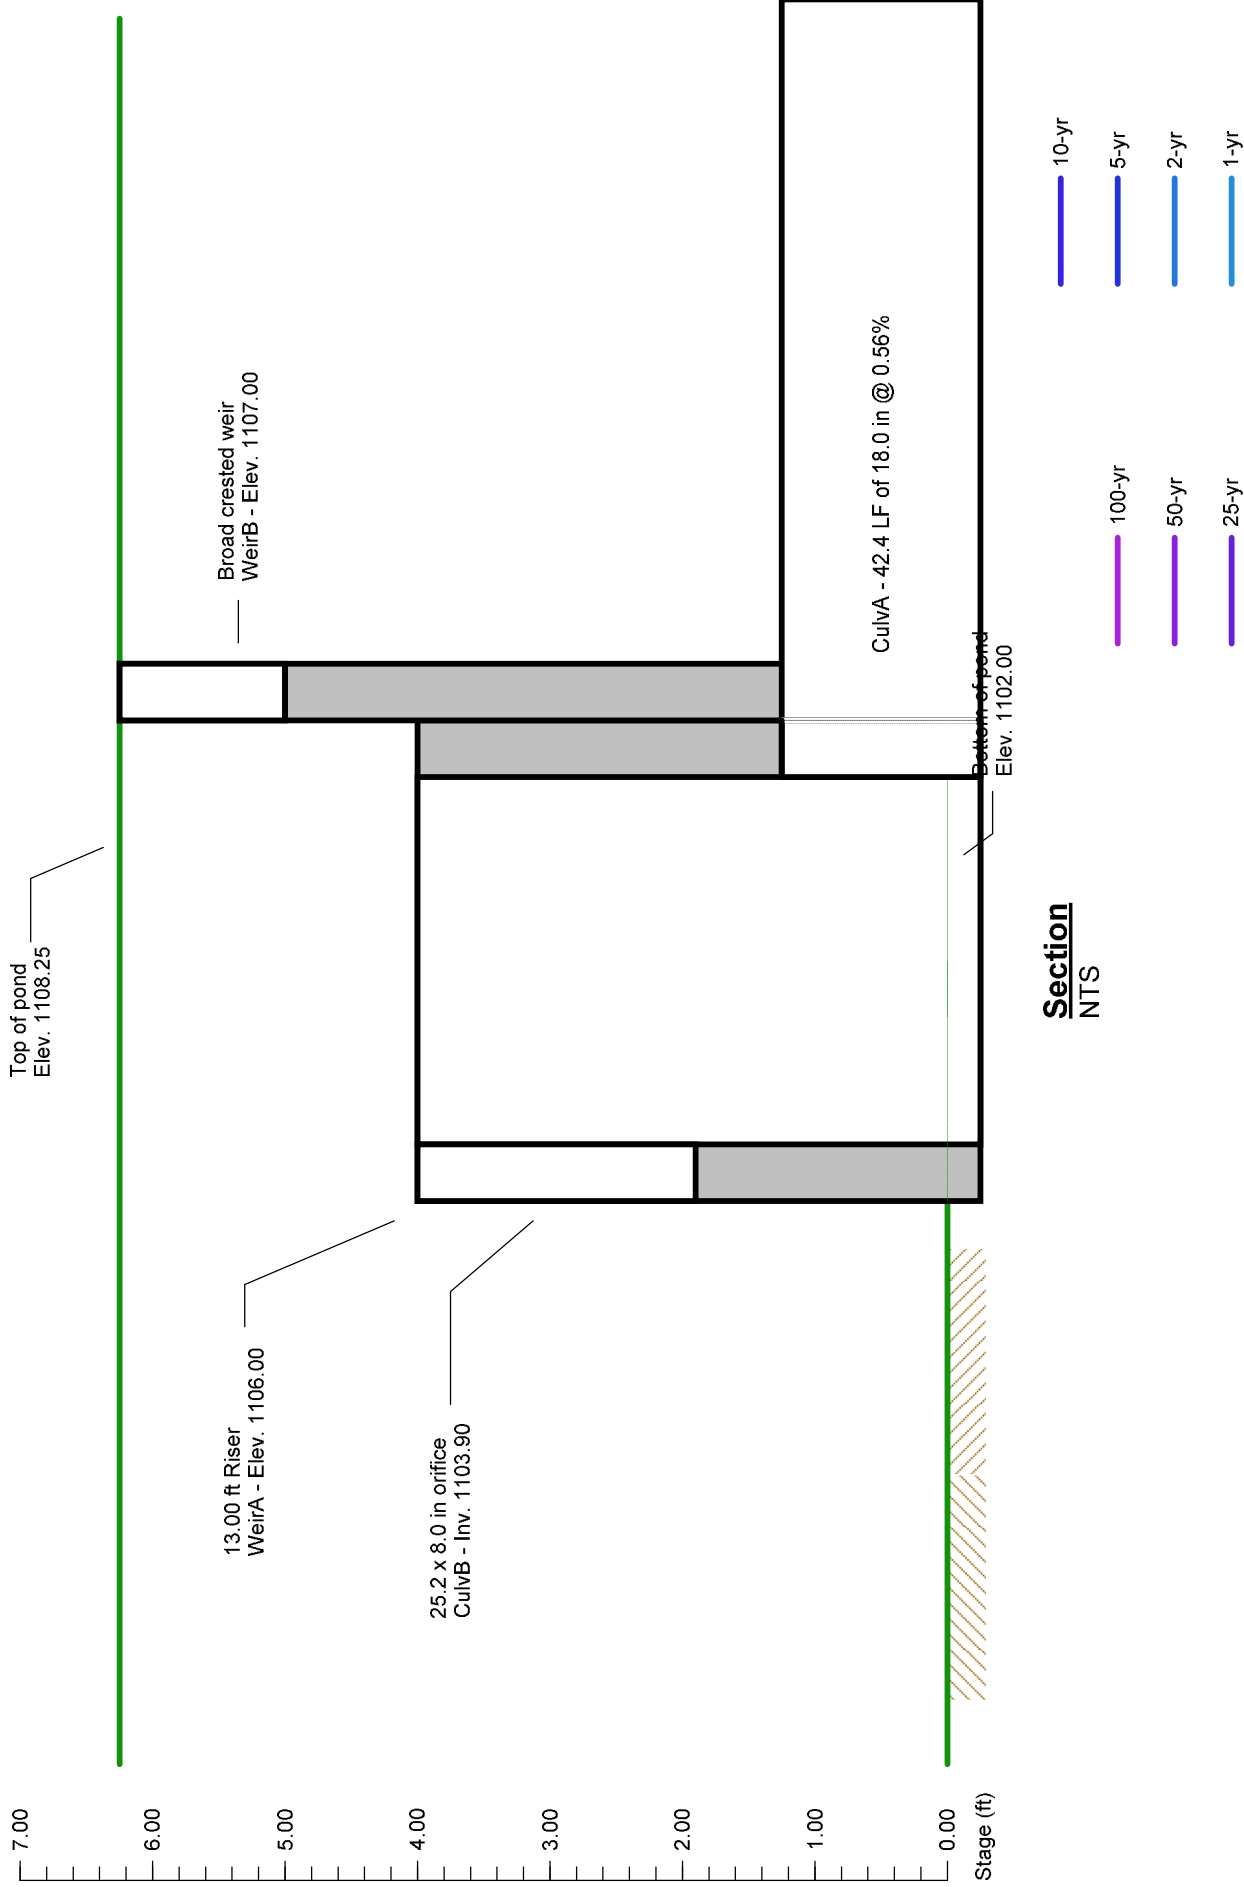 Top of pond
Elev. 1108.25
Broad crested weir
WeirB - Elev. 1107.00
13.00 ft Riser
WeirA - Elev. 1106.00
25.2 x 8.0 in orifice
CulvB - Inv. 1103.90
CulvA - 42.4 LF of 18.0 in @ 0.56%
Bottom of pond
Elev. 1102.00
7.00
6.00
5.00
4.00
3.00
2.00
1.00
0.00
Stage (ft)
Section
NTS
100-yr
50-yr
25-yr
10-yr
5-yr
2-yr
1-yr